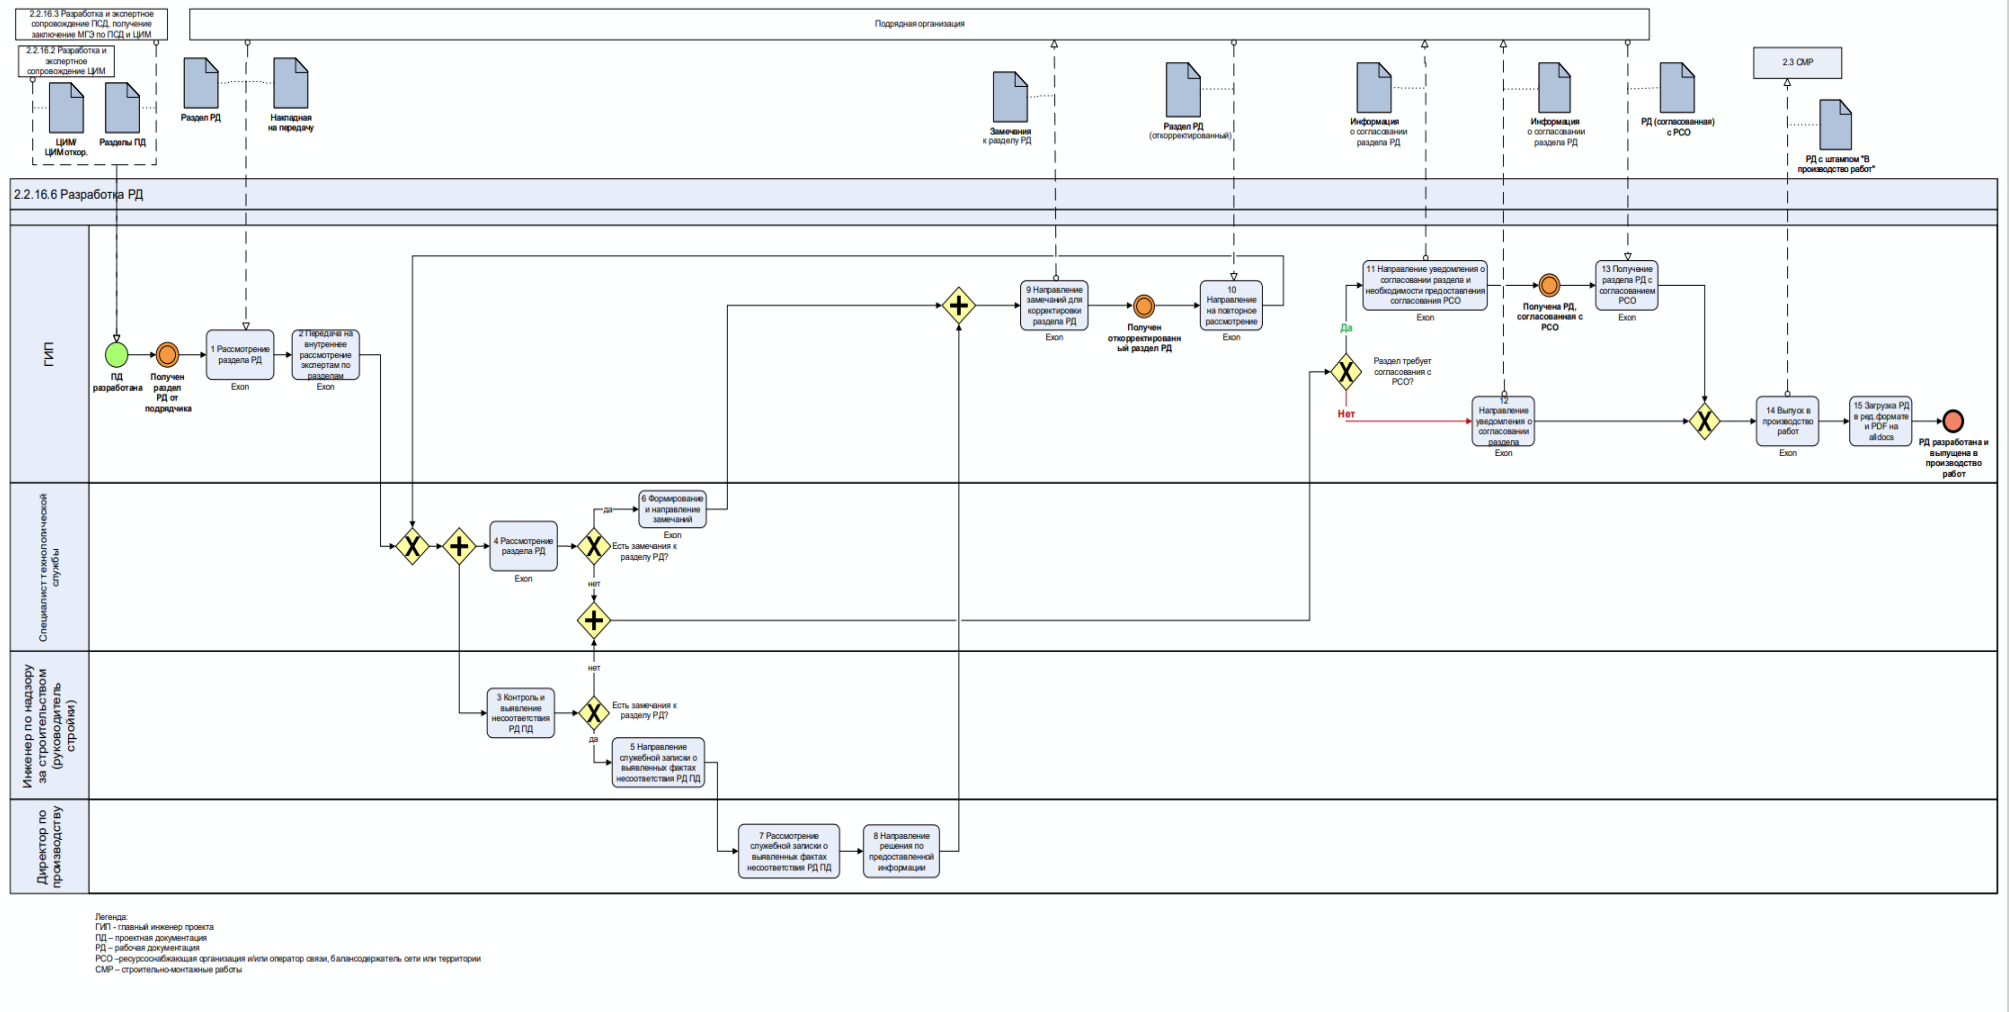 2.2.16.3 Разработка и экспертное
сопровождение ПСД, получение
заключение МГЭ по ПСД и ЦИМ
Подрядная организация
2.2.16.2 Разработка и
экспертное
сопровождение ЦИМ
2.3 СМР
ЦИМ/
ЦИМ откор.
Разделы ПД
Раздел РД
Накладная
на передачу
Замечания
к разделу РД
Раздел РД
(откорректированный)
Информация
о согласовании
раздела РД
Информация
о согласовании
раздела РД
РД (согласованная)
с РСО
РД с штампом "В
производство работ"
2.2.16.6 Разработка РД
ГИП
ПД
разработана
Получен
раздел
РД от
подрядчика
1 Рассмотрение
раздела РД
Exon
2 Передача на
внутреннее
рассмотрение
экспертам по
разделам
Exon
9 Направление
замечаний для
корректировки
раздела РД
Exon
Получен
откорректированн
ый раздел РД
10
Направление
на повторное
рассмотрение
Exon
11 Направление уведомления о
согласовании раздела и
необходимости предоставления
согласования РСО
Exon
Получена РД,
согласованная с
РСО
13 Получение
раздела РД с
согласованием
РСО
Exon
Да
Раздел требует
согласования с
РСО?
Нет
12
Направление
уведомления о
согласовании
раздела
Exon
14 Выпуск в
производство
работ
Exon
15 Загрузка РД
в ред.формате
и PDF на
alldocs
РД разработана и
выпущена в
производство
работ
Специалист технологической
службы
4 Рассмотрение
раздела РД
Exon
да
6 Формирование
и направление
замечаний
Exon
Есть замечания к
разделу РД?
нет
Инженер по надзору
за строительством
(руководитель
стройки)
нет
3 Контроль и
выявление
несоответствия
РД ПД
Есть замечания к
разделу РД?
да
5 Направление
служебной записки о
выявленных фактах
несоответствия РД ПД
Директор по
производству
7 Рассмотрение
служебной записки о
выявленных фактах
несоответствия РД ПД
8 Направление
решения по
предоставленной
информации
Легенда:
ГИП - главный инженер проекта
ПД – проектная документация
РД – рабочая документация
РСО –ресурсоснабжающая организация и/или оператор связи, балансодержатель сети или территории
СМР – строительно-монтажные работы